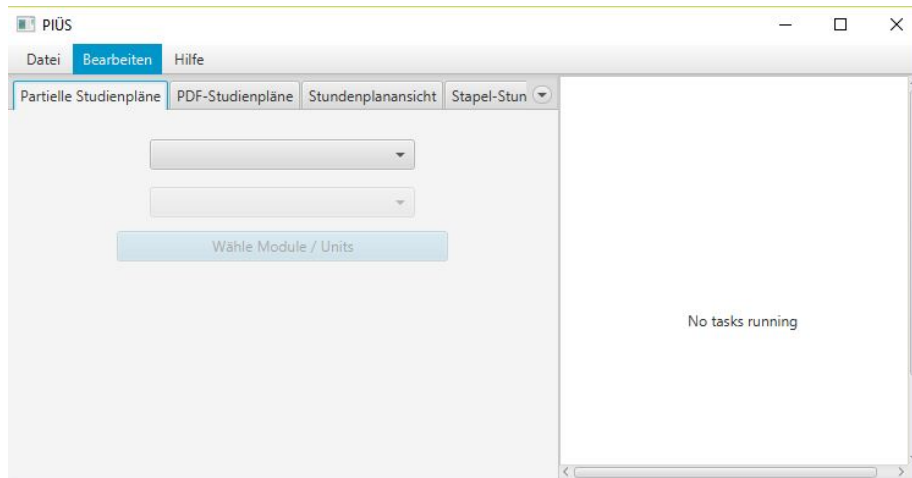 PIÜS
Datei Bearbeiten Hilfe
Partielle Studienpläne PDF-Studienpläne Stundenplanansicht Stapel-Stun
Wähle Module / Units
No tasks running